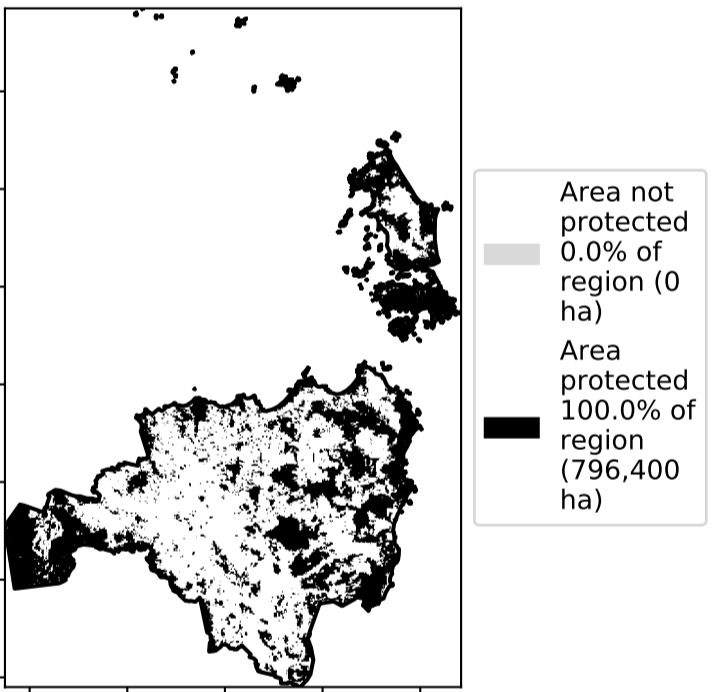 Area not
protected
0.0% of
region (0
ha)
Area
protected
100.0% of
region
(796,400
ha)